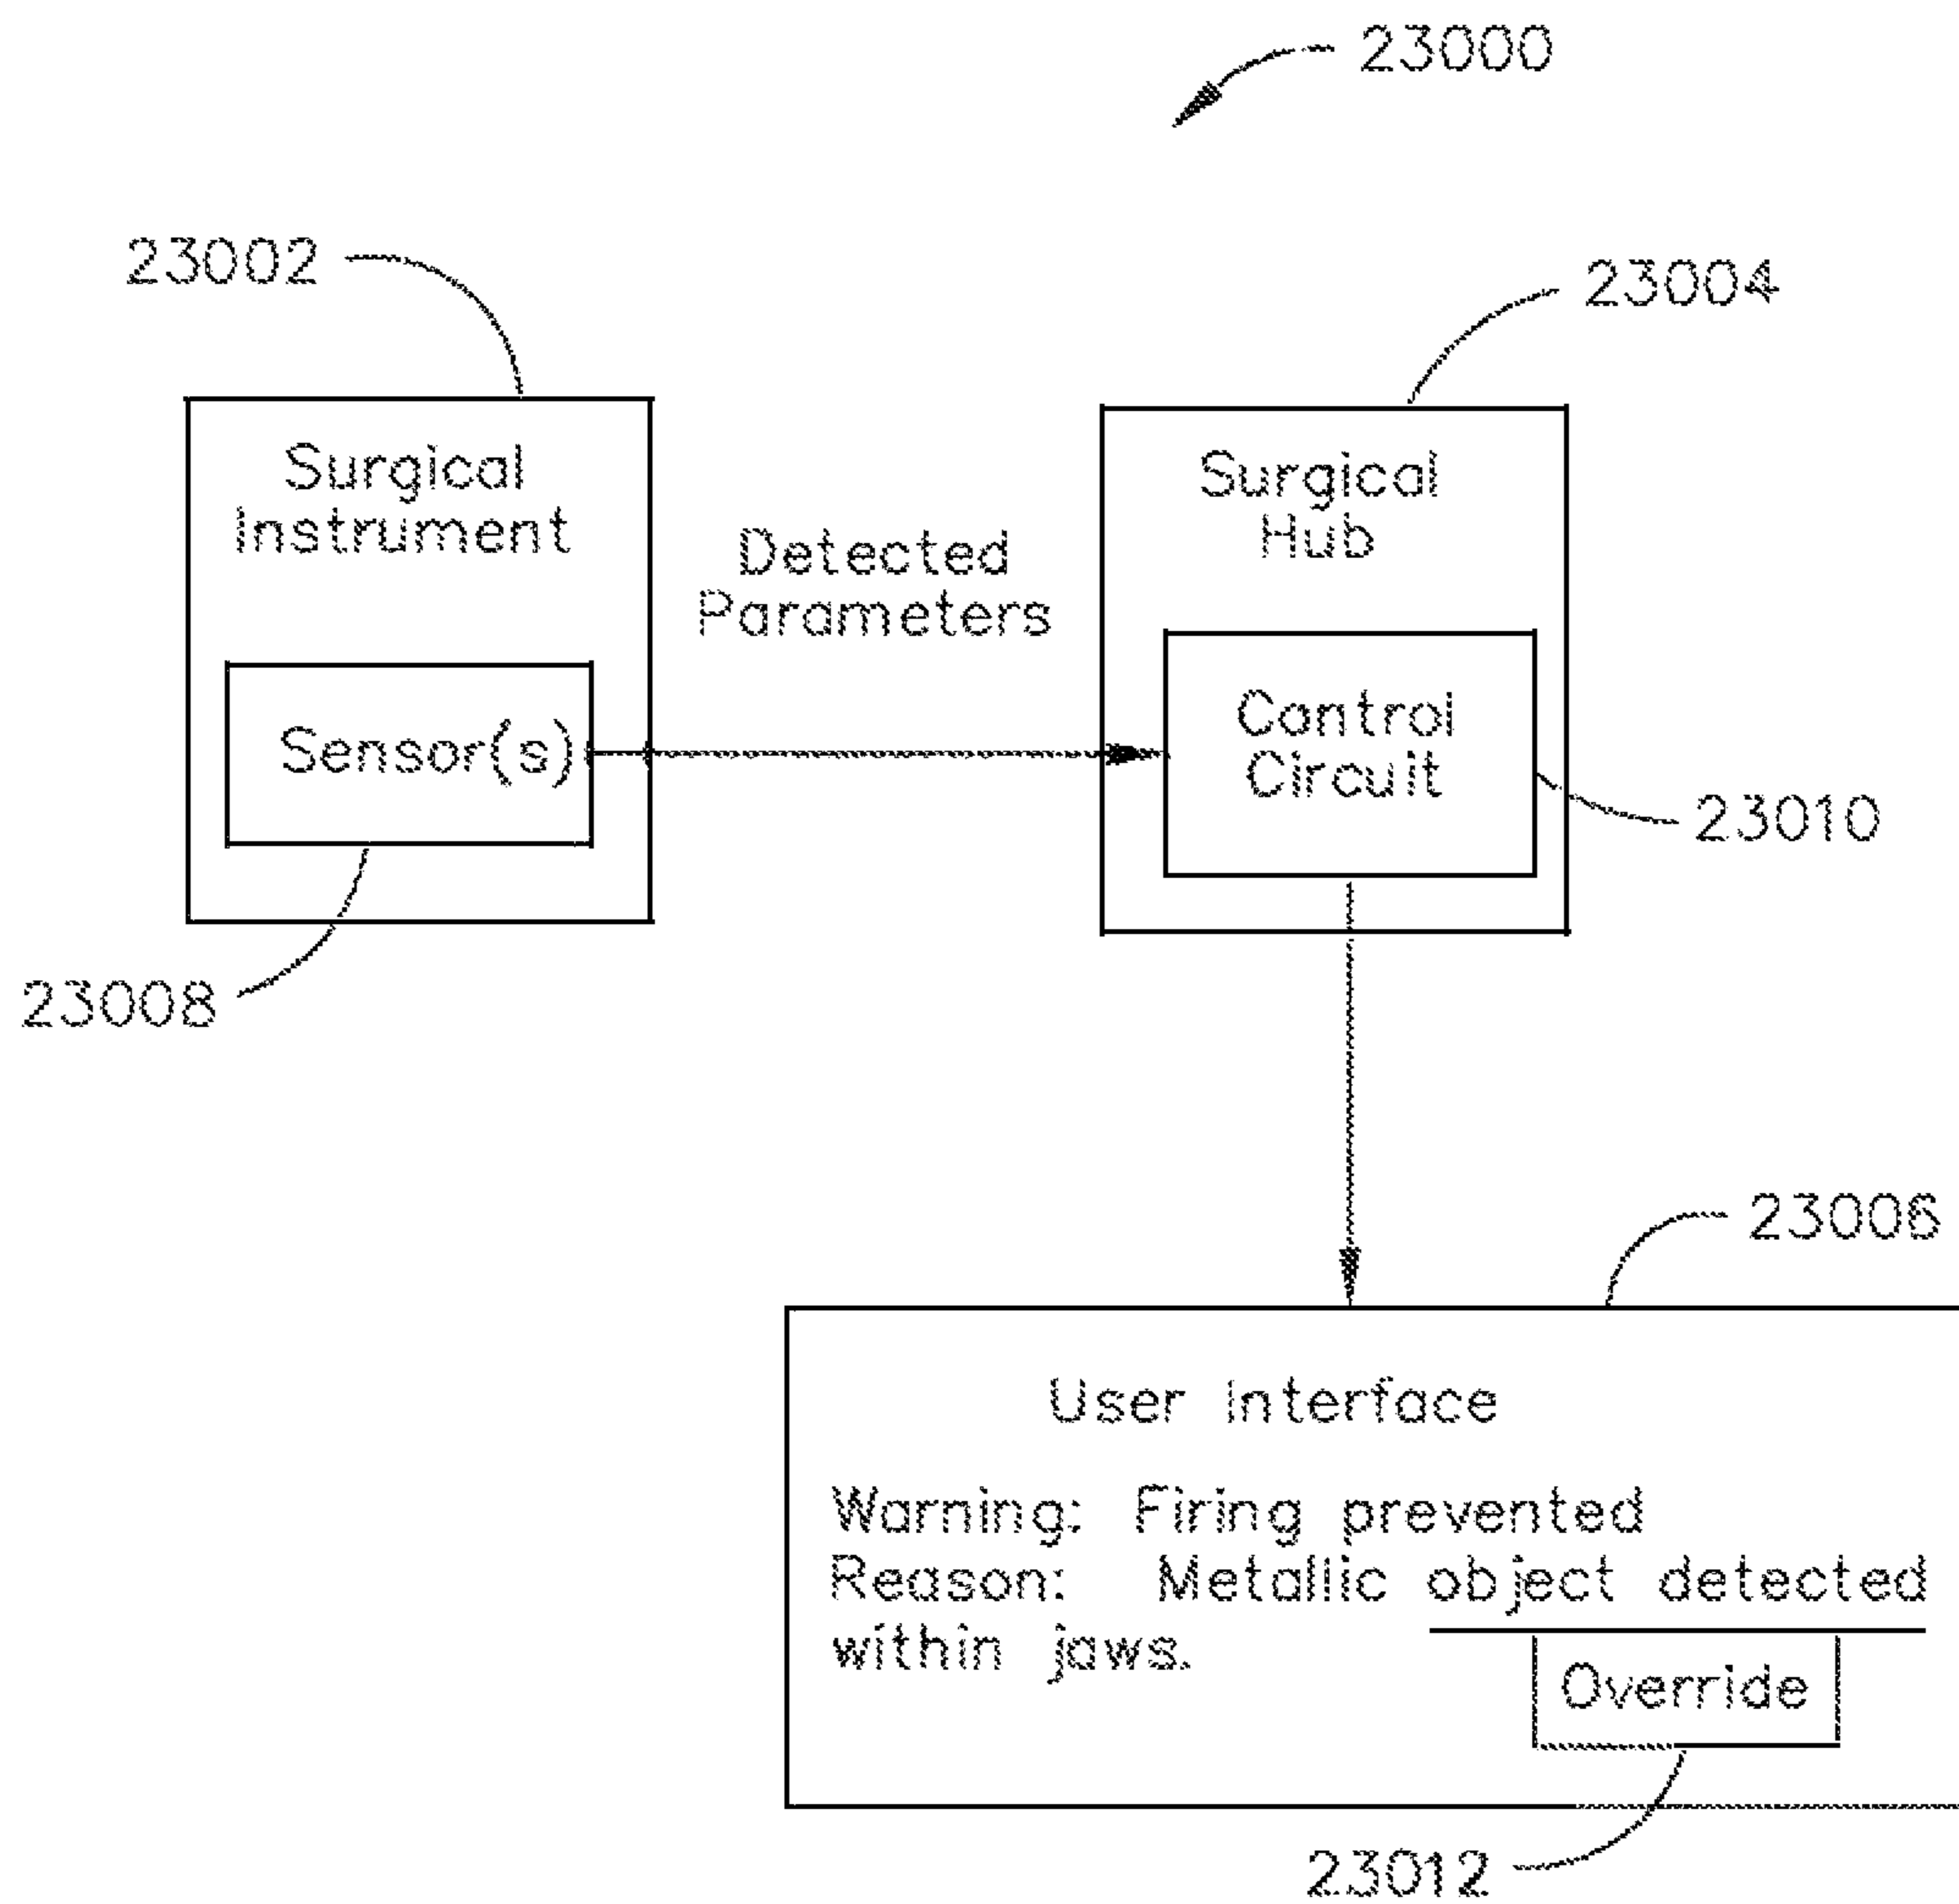 23000
23002
23004
Surgical
Instrument
Surgical
Hub
Detected
Parameters
Sensor(s)
Control
Circuit
23010
23008
23006
User Interface
Warning: Firing prevented
Reason: Metallic object detected
within jaws.
Override
23012